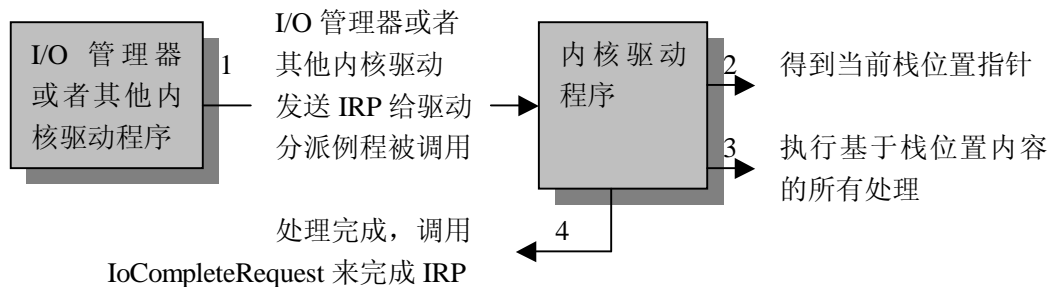 I/O 管理器
或者其他内
核驱动程序
1
I/O 管理器或者
其他内核驱动
发送 IRP 给驱动
分派例程被调用
内核驱动
程序
2
得到当前栈位置指针
3
执行基于栈位置内容
的所有处理
4
处理完成，调用
IoCompleteRequest 来完成 IRP